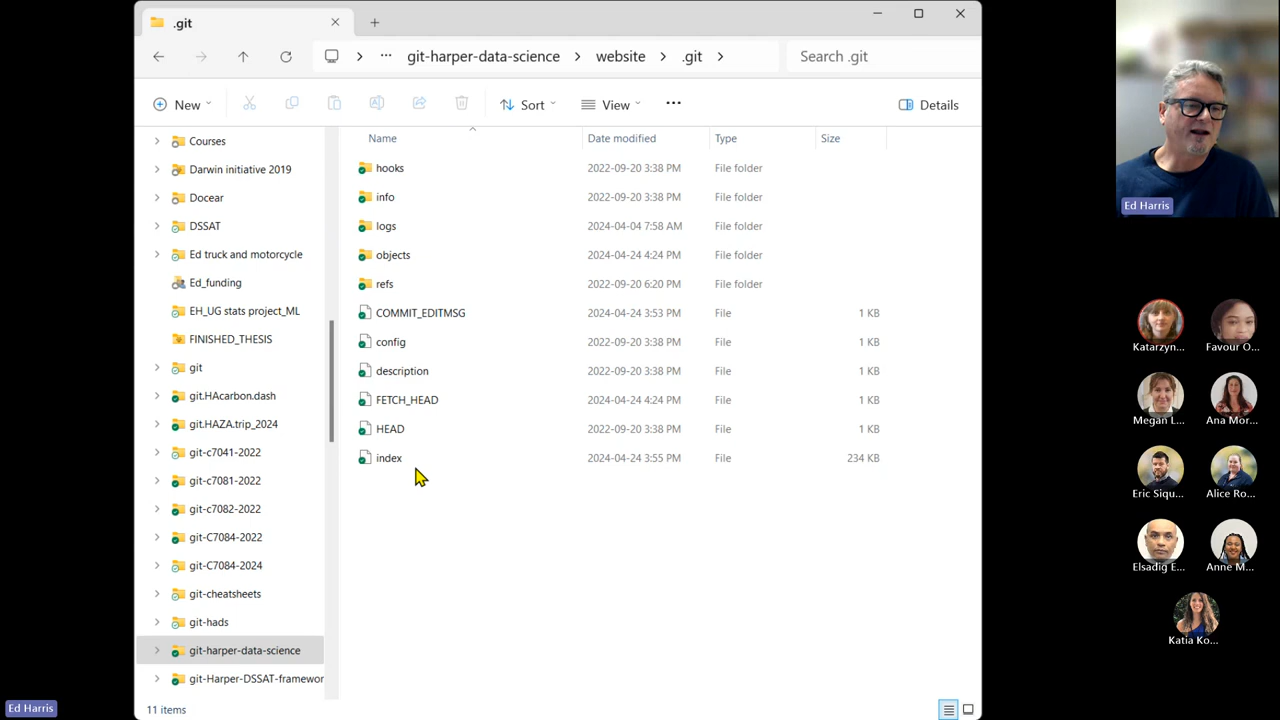 .git
git-harper-data-science
website
.git
Search .git
New
Sort
View
Details
Courses
Darwin initiative 2019
Docear
DSSAT
Ed truck and motorcycle
Ed_funding
EH_UG stats project_ML
FINISHED_THESIS
git
git.HAcarbon.dash
git.HAZA.trip_2024
git-c7041-2022
git-c7081-2022
git-c7082-2022
git-C7084-2022
git-C7084-2024
git-cheatsheets
git-hads
git-harper-data-science
git-Harper-DSSAT-framewor
Name Date modified Type Size
hooks 2022-09-20 3:38 PM File folder
info 2022-09-20 3:38 PM File folder
logs 2024-04-04 7:58 AM File folder
objects 2024-04-24 4:24 PM File folder
refs 2022-09-20 6:20 PM File folder
COMMIT_EDITMSG 2024-04-24 3:53 PM File 1 KB
config 2022-09-20 3:38 PM File 1 KB
description 2022-09-20 3:38 PM File 1 KB
FETCH_HEAD 2024-04-24 4:24 PM File 1 KB
HEAD 2022-09-20 3:38 PM File 1 KB
index 2024-04-24 3:55 PM File 234 KB
11 items
Ed Harris
Ed Harris
Katarzyn... Favour O...
Megan L... Ana Mor...
Eric Siqu... Alice Ro...
Elsadig E... Anne M...
Katia Ko...